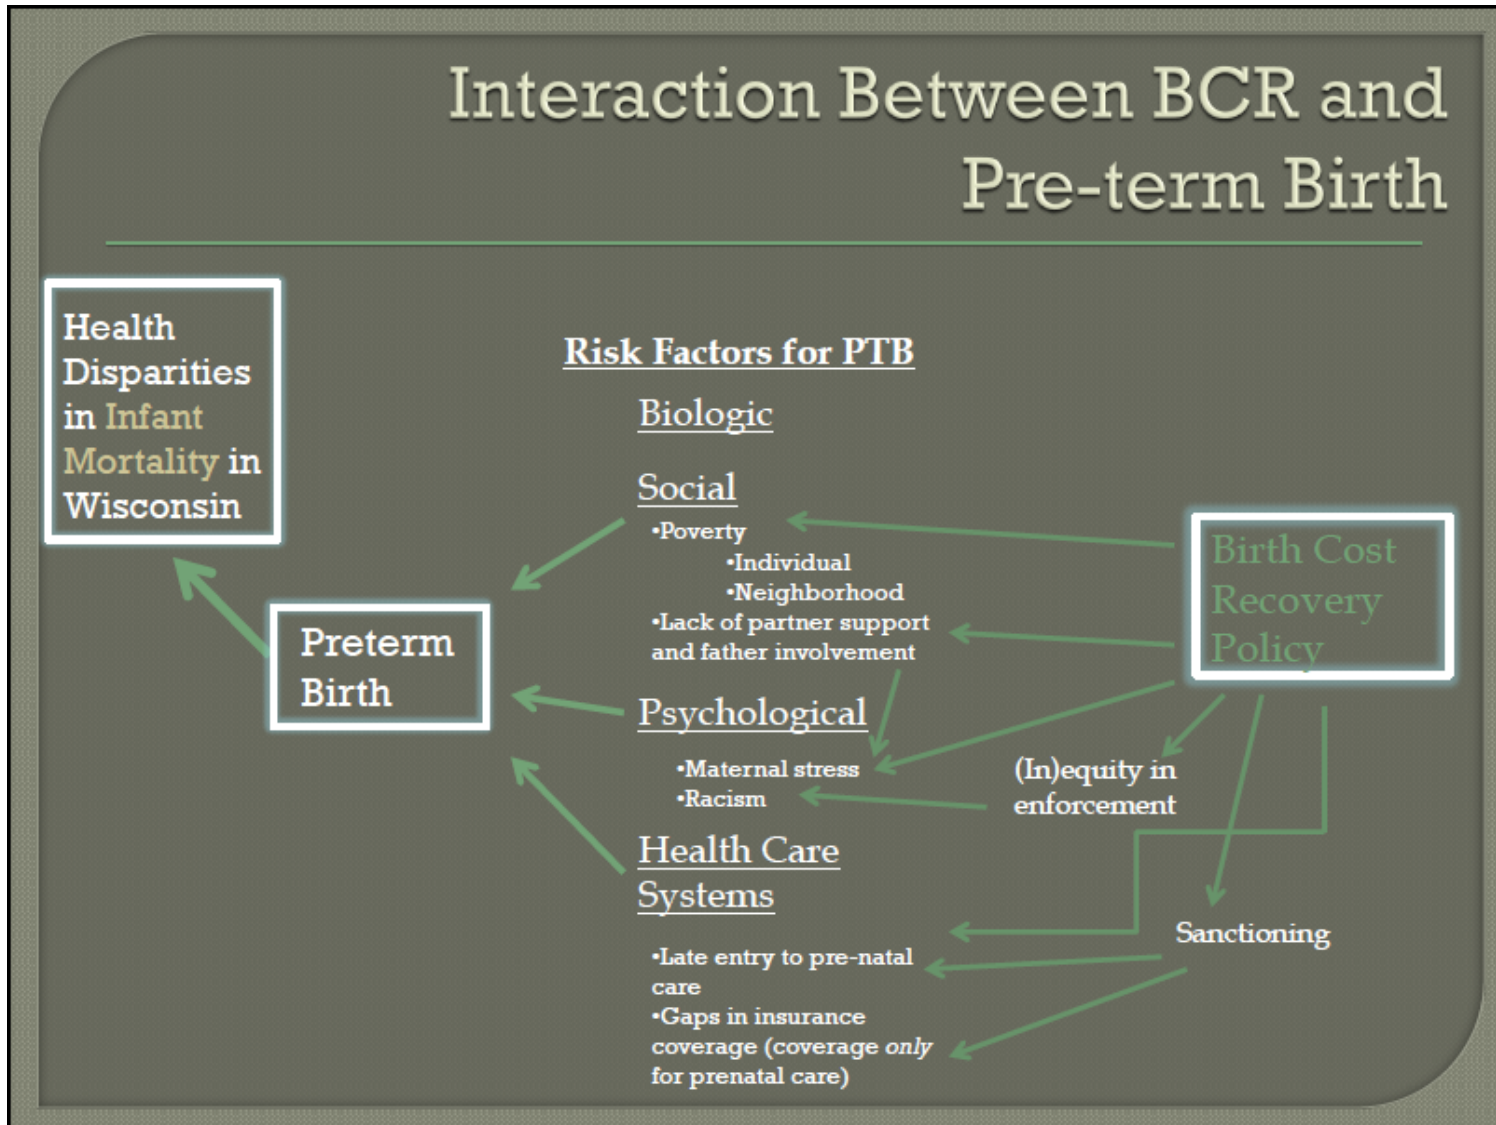 Interaction Between BCR and
Pre-term Birth
Health
Disparities
in Infant
Mortality in
Wisconsin
Preterm
Birth
Risk Factors for PTB
Biologic
Social
•Poverty
•Individual
•Neighborhood
•Lack of partner support
and father involvement
Psychological
•Maternal stress
•Racism
Health Care
Systems
•Late entry to pre-natal
care
•Gaps in insurance
coverage (coverage only
for prenatal care)
Birth Cost
Recovery
Policy
(In)equity in
enforcement
Sanctioning